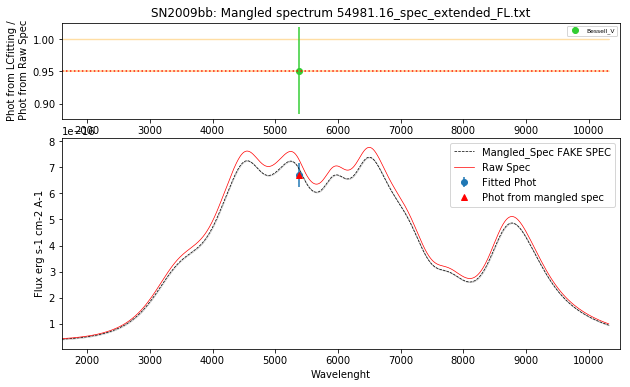 SN2009bb: Mangled spectrum 54981.16_spec_extended_FL.txt
Phot from LCfitting /
Phot from Raw Spec
1.00
0.95
0.90
Bessell_V
2000 3000 4000 5000 6000 7000 8000 9000 10000
1e−16
8
7
6
5
4
3
2
1
Flux erg s-1 cm-2 A-1
Mangled_Spec FAKE SPEC
Raw Spec
Fitted Phot
Phot from mangled spec
2000 3000 4000 5000 6000 7000 8000 9000 10000
Wavelenght